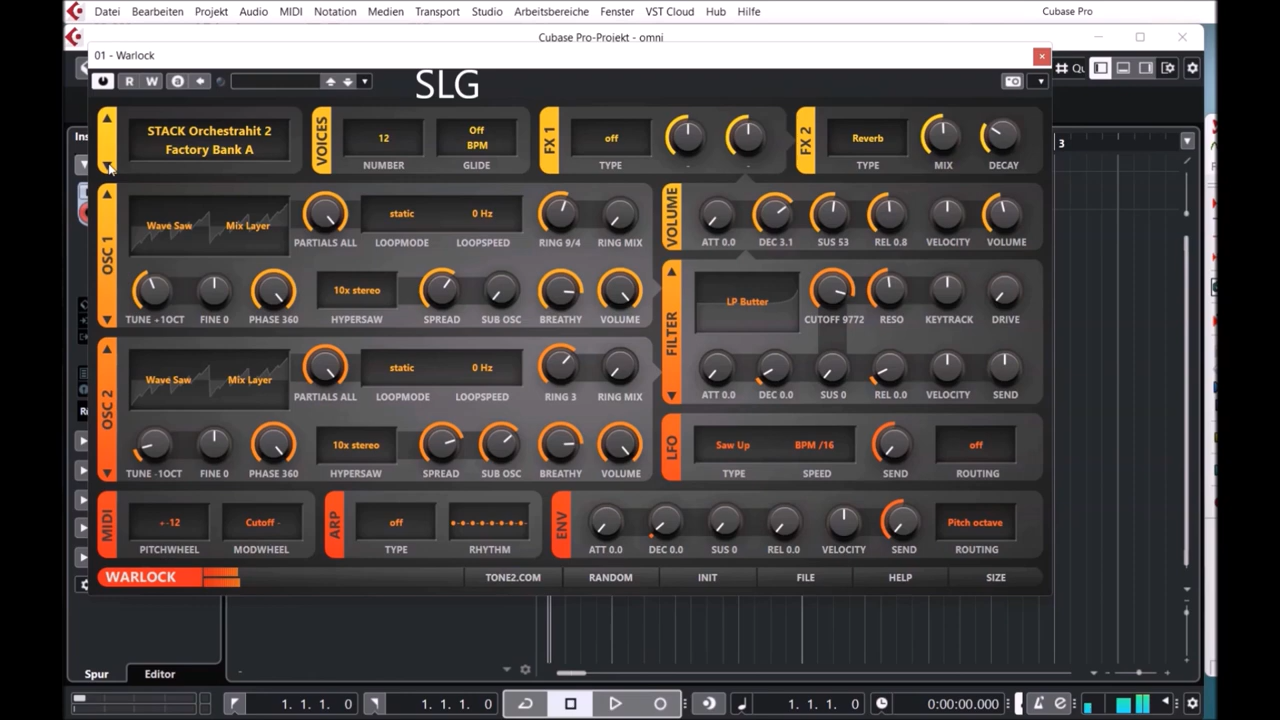 Datei Bearbeiten Projekt Audio MIDI Notation Medien Transport Studio Arbeitsbereiche Fenster VST Cloud Hub Hilfe Cubase Pro
Cubase Pro-Projekt - omni
01 - Warlock
R W a SLG
STACK Orchestrahit 2
Factory Bank A
VOICES
12
NUMBER
Off
BPM
GLIDE
FX 1
off
TYPE
- -
FX 2
Reverb
TYPE
MIX
DECAY
3
OSC 1
Wave Saw Mix Layer
PARTIALS ALL
static 0 Hz
LOOPMODE LOOPSPEED
RING 9/4 RING MIX
TUNE +1OCT FINE 0 PHASE 360
10x stereo
HYPERSAW
SPREAD SUB OSC BREATHY VOLUME
VOLUME
ATT 0.0 DEC 3.1 SUS 53 REL 0.8 VELOCITY VOLUME
FILTER
LP Butter
CUTOFF 9772 RESO KEYTRACK DRIVE
ATT 0.0 DEC 0.0 SUS 0 REL 0.0 VELOCITY SEND
OSC 2
Wave Saw Mix Layer
PARTIALS ALL
static 0 Hz
LOOPMODE LOOPSPEED
RING 3 RING MIX
TUNE -1OCT FINE 0 PHASE 360
10x stereo
HYPERSAW
SPREAD SUB OSC BREATHY VOLUME
LFO
Saw Up BPM /16
TYPE SPEED
SEND
off
ROUTING
MIDI
+-12
PITCHWHEEL
Cutoff -
MODWHEEL
ARP
off
TYPE
RHYTHM
ENV
ATT 0.0 DEC 0.0 SUS 0 REL 0.0 VELOCITY SEND
Pitch octave
ROUTING
WARLOCK TONE2.COM RANDOM INIT FILE HELP SIZE
Spur Editor
1. 1. 1. 0 1. 1. 1. 0 1. 1. 1. 0 0:00:00.000